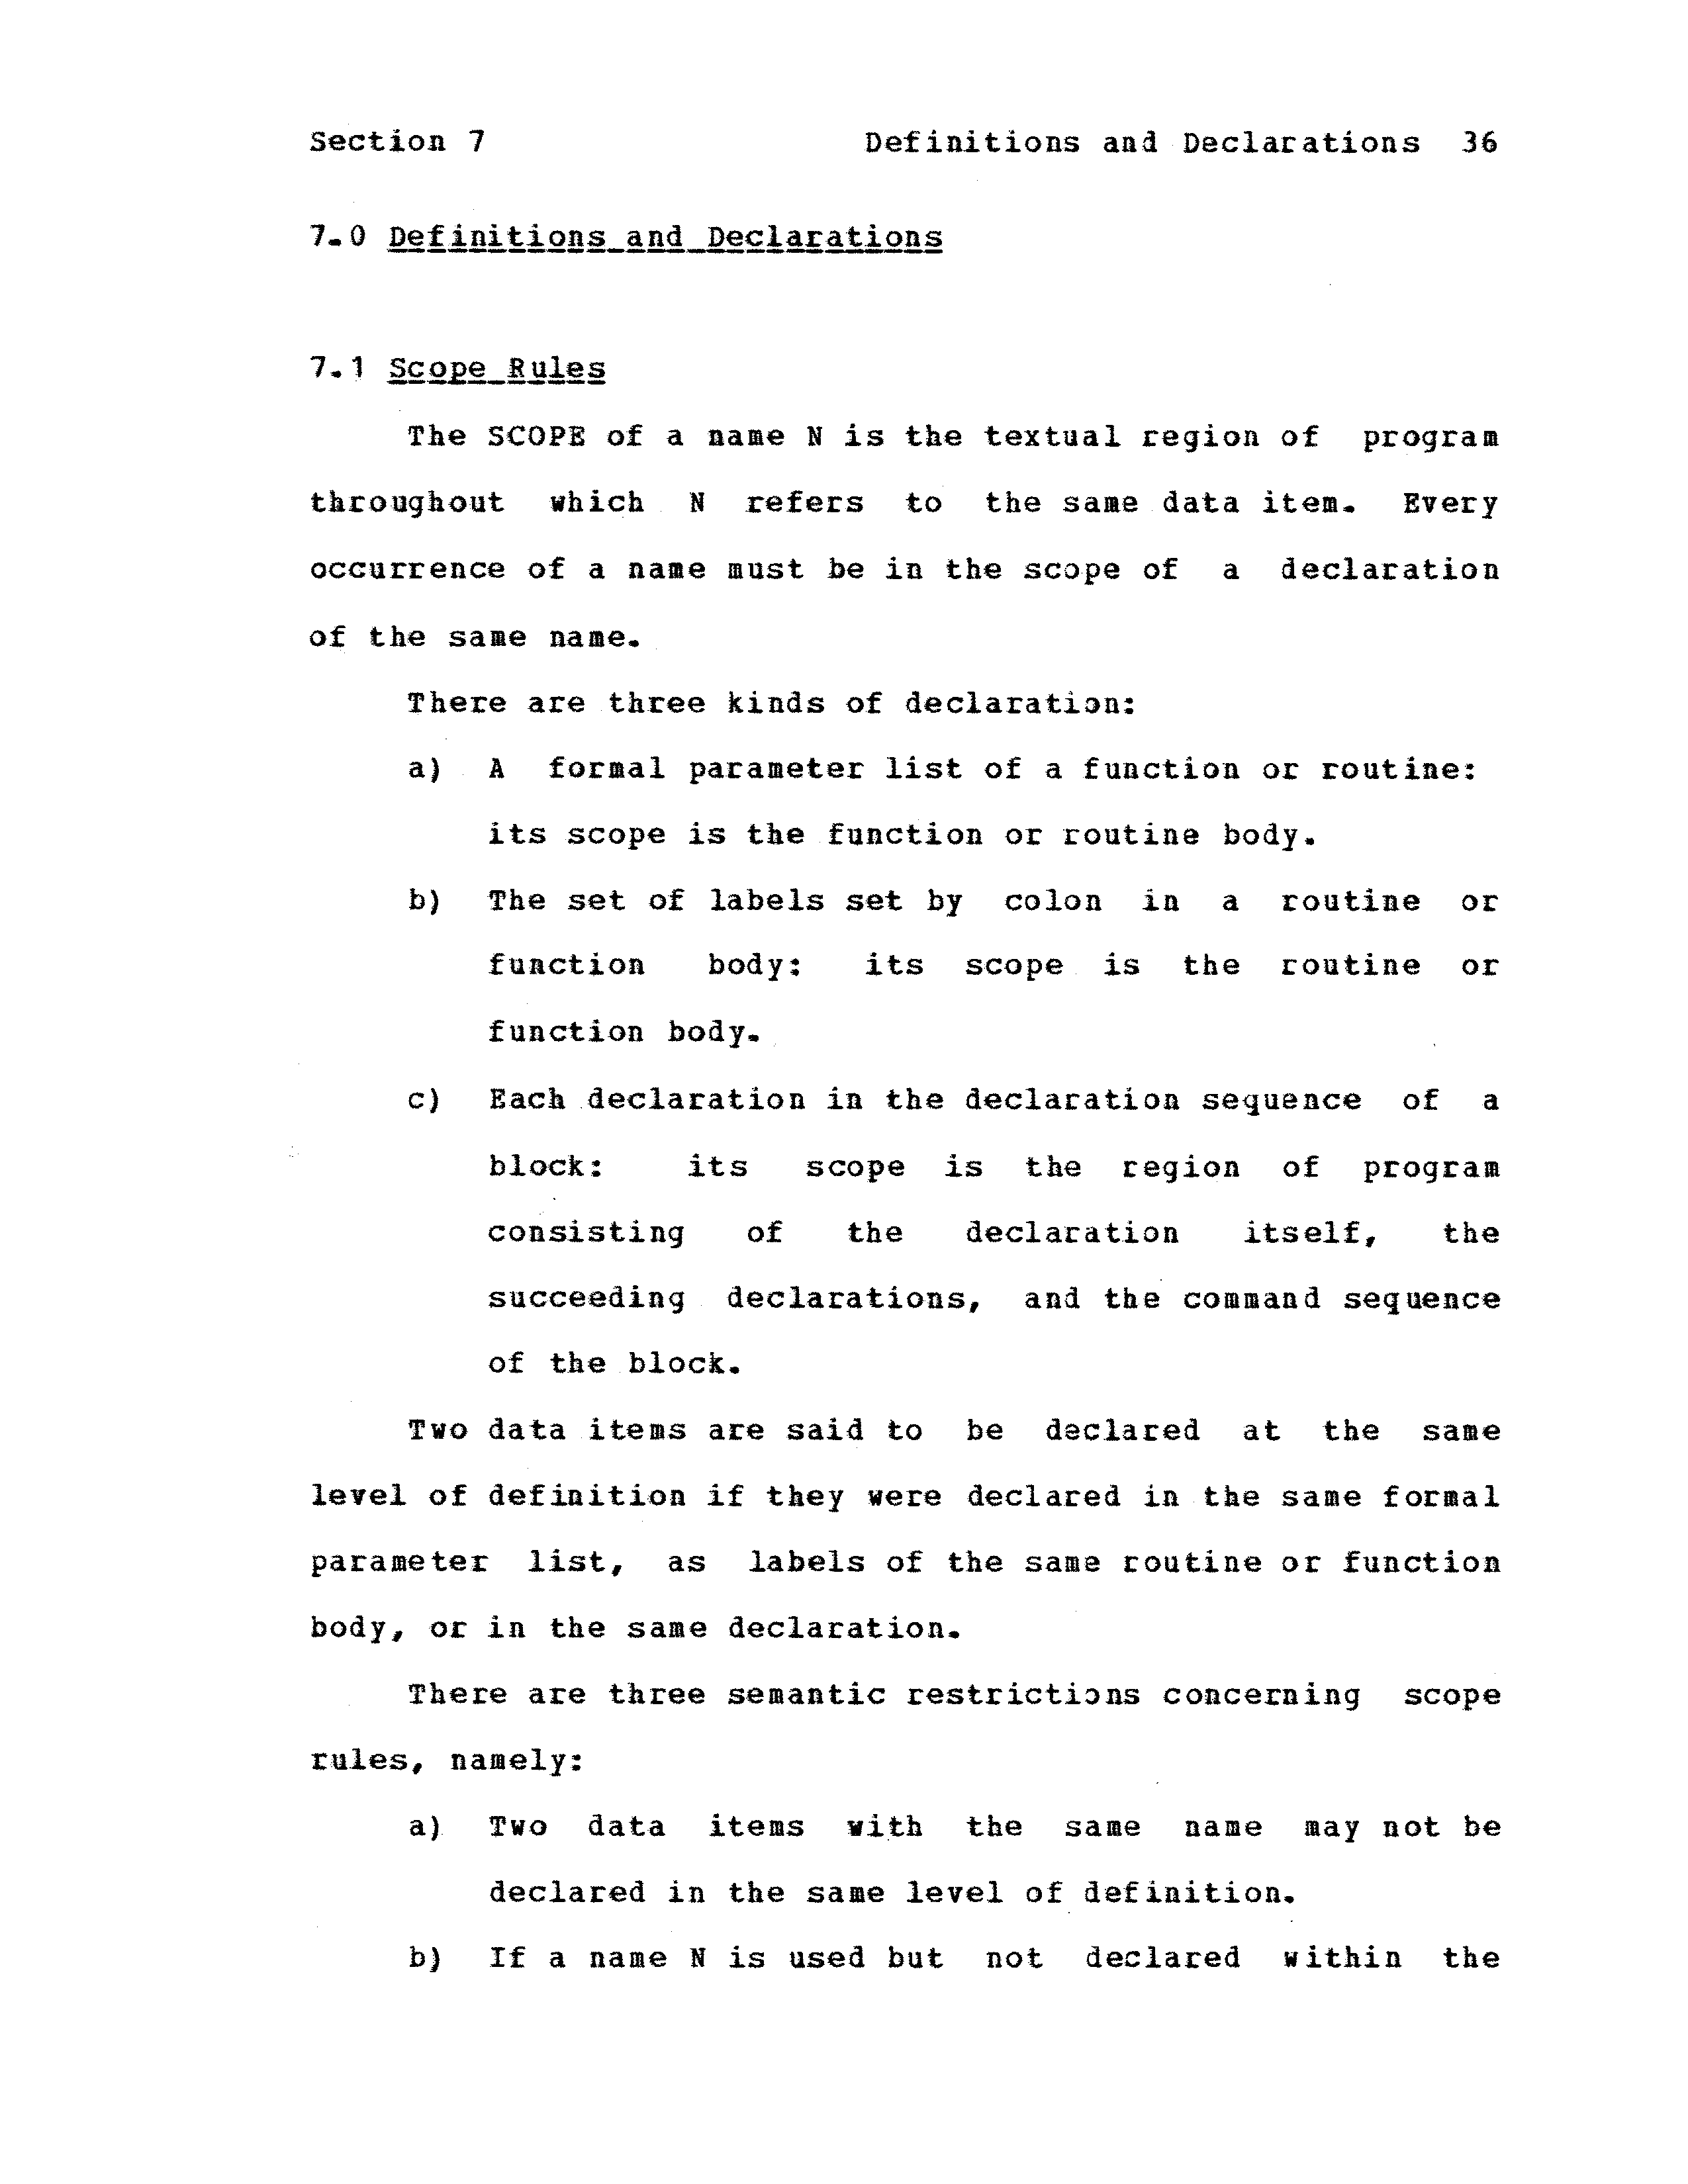 Section 7 Definitions and Declarations 36
7.0 Definitions and Declarations
7.1 Scope Rules
The SCOPE of a name N is the textual region of program
throughout which N refers to the same data item. Every
occurrence of a name must be in the scope of a declaration
of the same name.
There are three kinds of declaration:
a) A formal parameter list of a function or routine:
its scope is the function or routine body.
b) The set of labels set by colon in a routine or
function body: its scope is the routine or
function body.
c) Each declaration in the declaration sequence of a
block: its scope is the region of program
consisting of the declaration itself, the
succeeding declarations, and the command sequence
of the block.
Two data items are said to be declared at the same
level of definition if they were declared in the same formal
parameter list, as labels of the same routine or function
body, or in the same declaration.
There are three semantic restrictions concerning scope
rules, namely:
a) Two data items with the same name may not be
declared in the same level of definition.
b) If a name N is used but not declared within the